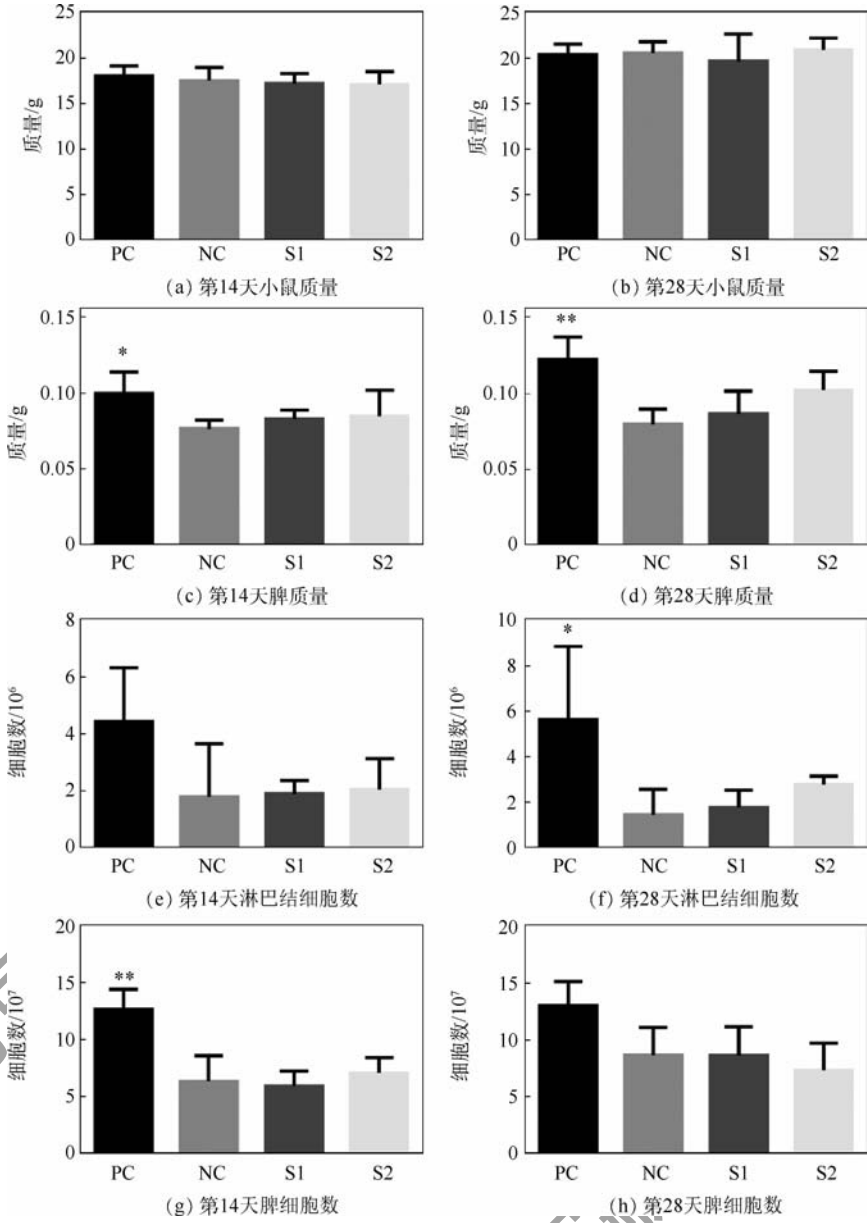 25
20
15
10
5
0
质量/g
PC NC S1 S2
(a) 第14天小鼠质量
25
20
15
10
5
0
质量/g
PC NC S1 S2
(b) 第28天小鼠质量
0.15
0.10
0.05
0
质量/g
*
PC NC S1 S2
(c) 第14天脾质量
0.15
0.10
0.05
0
质量/g
**
PC NC S1 S2
(d) 第28天脾质量
8
6
4
2
0
细胞数/10⁶
PC NC S1 S2
(e) 第14天淋巴结细胞数
10
8
6
4
2
0
细胞数/10⁶
*
PC NC S1 S2
(f) 第28天淋巴结细胞数
20
15
10
5
0
细胞数/10⁷
**
PC NC S1 S2
(g) 第14天脾细胞数
20
15
10
5
0
细胞数/10⁷
PC NC S1 S2
(h) 第28天脾细胞数